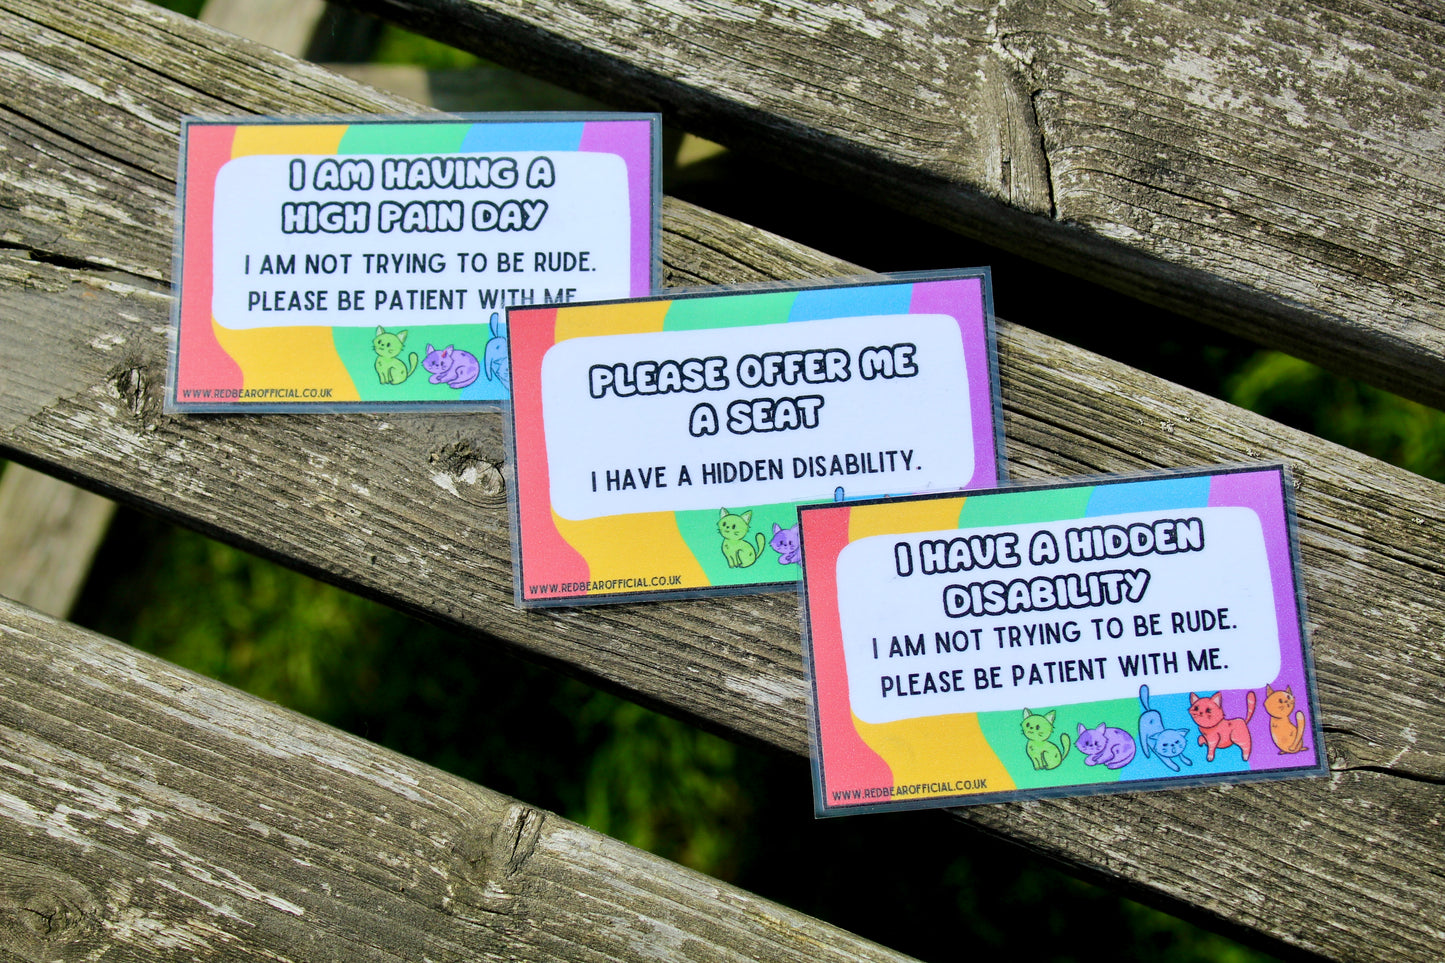 I AM HAVING A
HIGH PAIN DAY
I AM NOT TRYING TO BE RUDE.
PLEASE BE PATIENT WITH ME
WWW.REDBEAROFFICIAL.CO.UK
PLEASE OFFER ME
A SEAT
I HAVE A HIDDEN DISABILITY.
WWW.REDBEAROFFICIAL.CO.UK
I HAVE A HIDDEN
DISABILITY
I AM NOT TRYING TO BE RUDE.
PLEASE BE PATIENT WITH ME.
WWW.REDBEAROFFICIAL.CO.UK